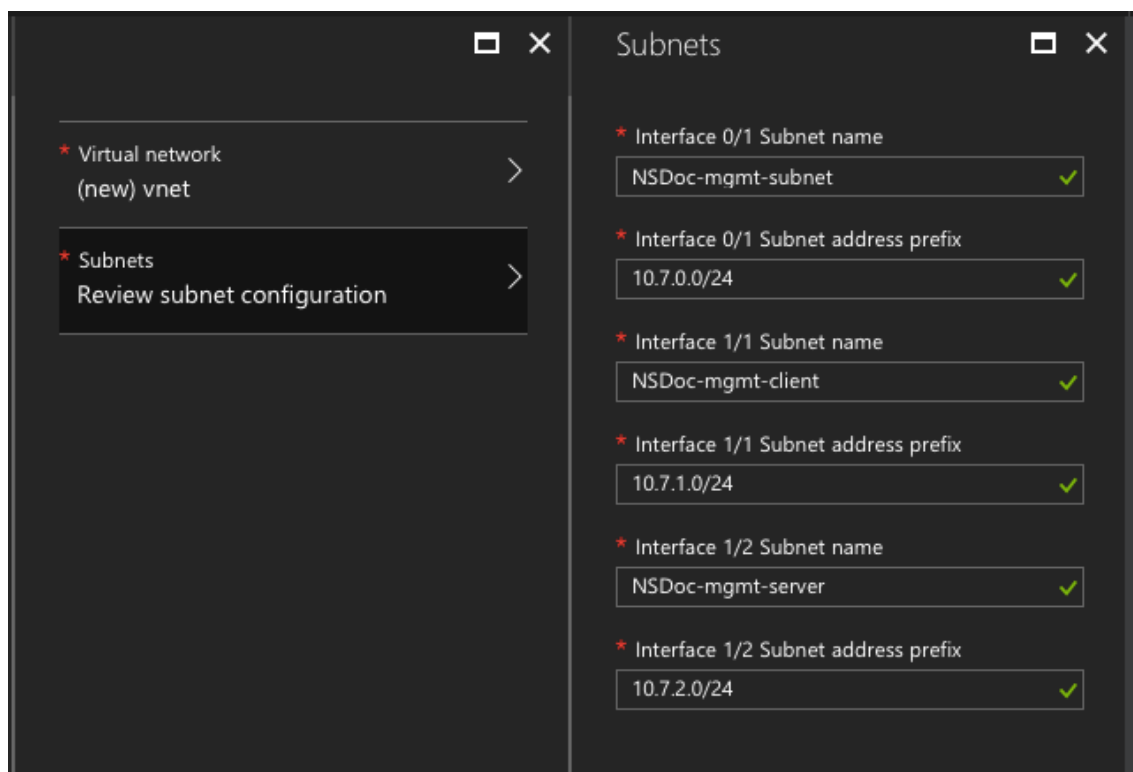 * Virtual network
(new) vnet
* Subnets
Review subnet configuration
Subnets
* Interface 0/1 Subnet name
NSDoc-mgmt-subnet
* Interface 0/1 Subnet address prefix
10.7.0.0/24
* Interface 1/1 Subnet name
NSDoc-mgmt-client
* Interface 1/1 Subnet address prefix
10.7.1.0/24
* Interface 1/2 Subnet name
NSDoc-mgmt-server
* Interface 1/2 Subnet address prefix
10.7.2.0/24